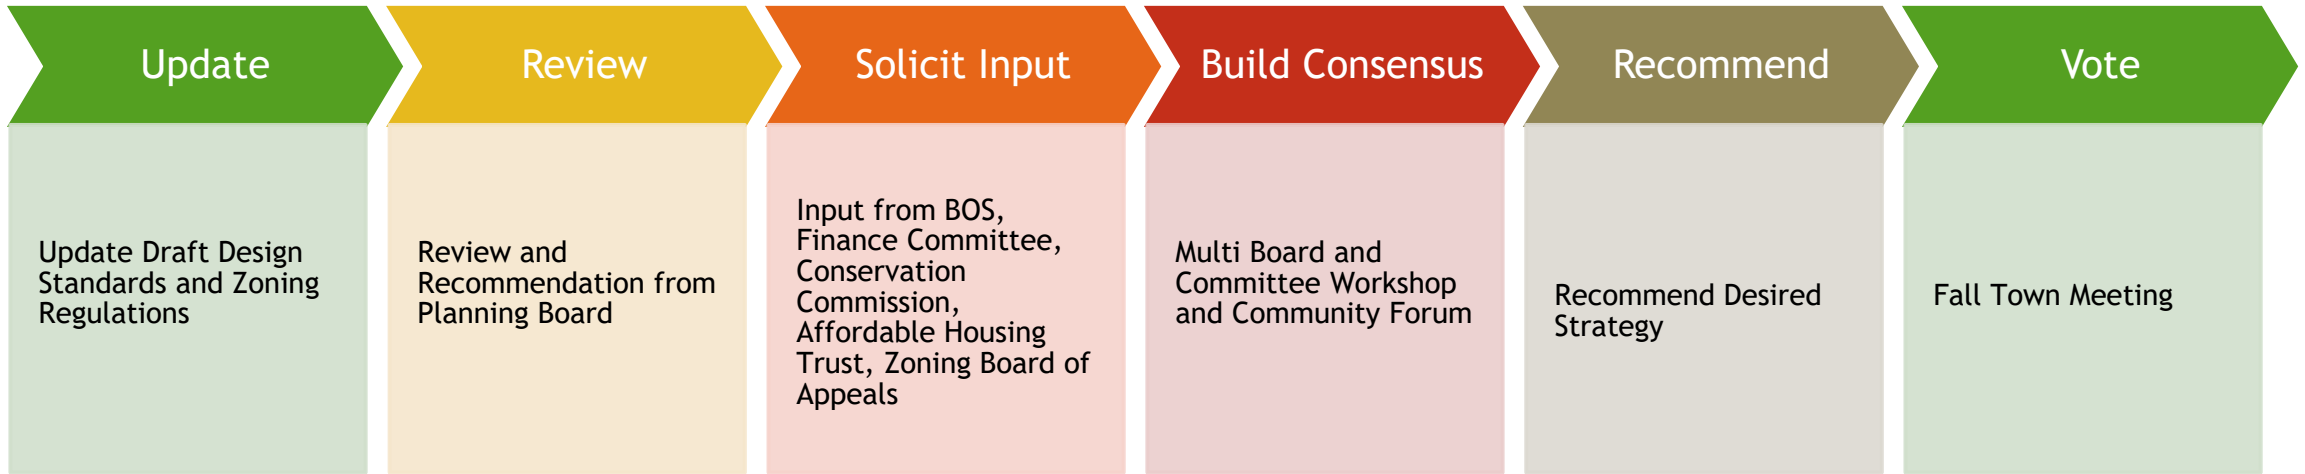 Update
Review
Solicit Input
Build Consensus
Recommend
Vote
Update Draft Design
Standards and Zoning
Regulations
Review and
Recommendation from
Planning Board
Input from BOS,
Finance Committee,
Conservation
Commission,
Affordable Housing
Trust, Zoning Board of
Appeals
Multi Board and
Committee Workshop
and Community Forum
Recommend Desired
Strategy
Fall Town Meeting